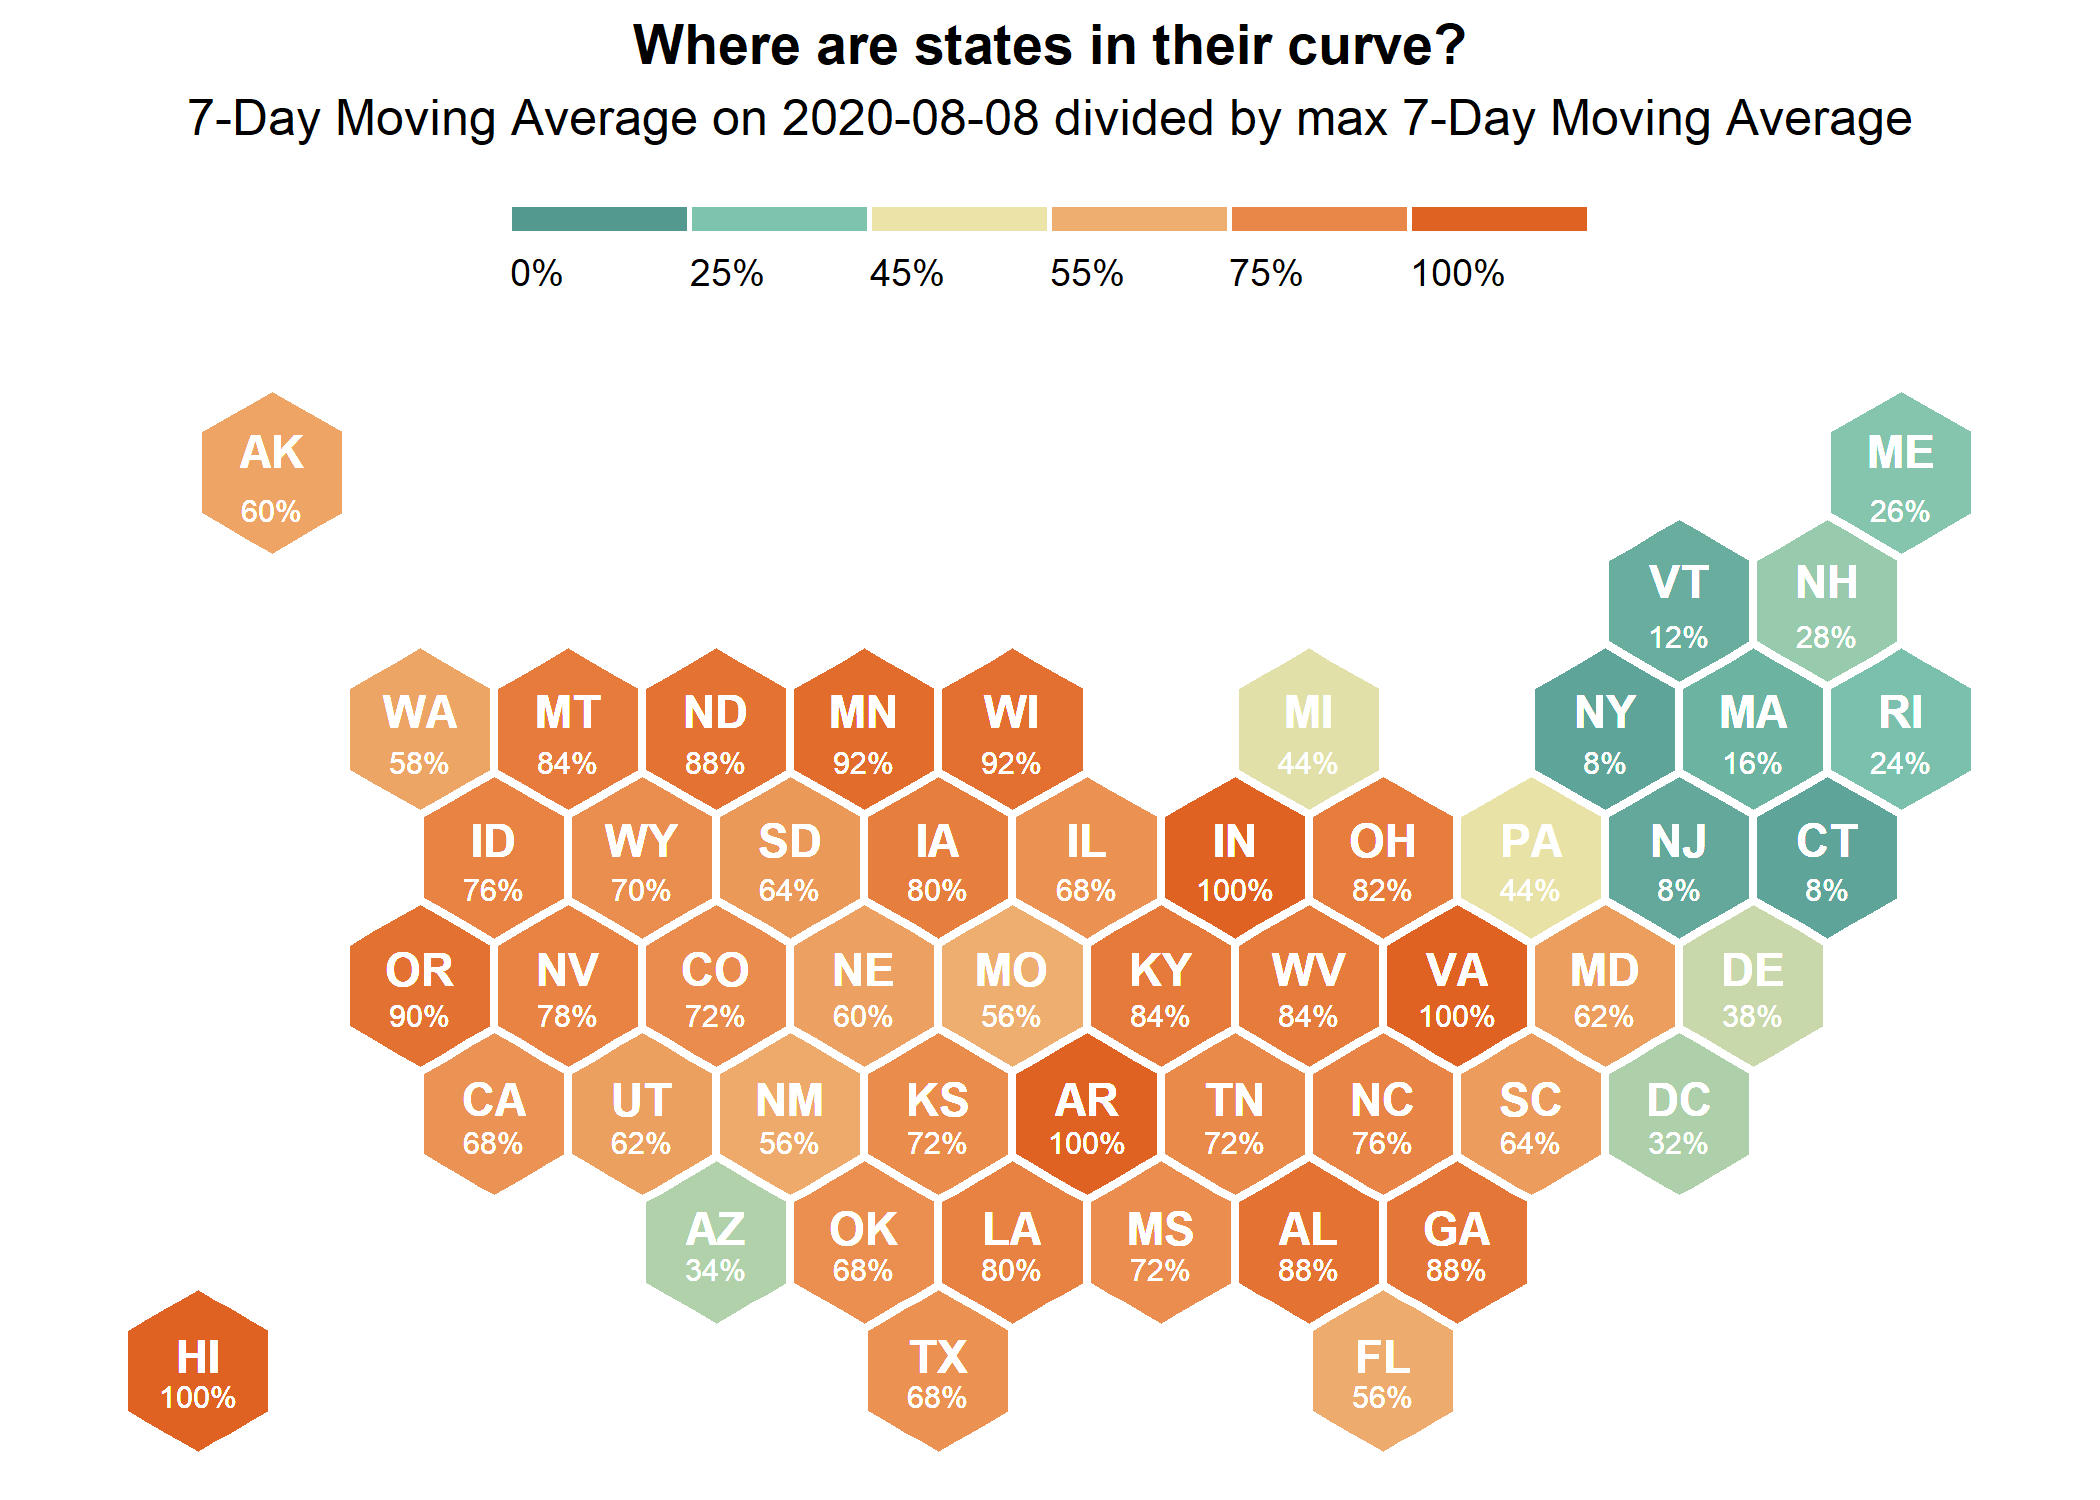 Where are states in their curve?
7-Day Moving Average on 2020-08-08 divided by max 7-Day Moving Average
0% 25% 45% 55% 75% 100%
AK ME
60% 26%
VT NH
12% 28%
WA MT ND MN WI MI NY MA RI
58% 84% 88% 92% 92% 44% 8% 16% 24%
ID WY SD IA IL IN OH PA NJ CT
76% 70% 64% 80% 68% 100% 82% 44% 8% 8%
OR NV CO NE MO KY WV VA MD DE
90% 78% 72% 60% 56% 84% 84% 100% 62% 38%
CA UT NM KS AR TN NC SC DC
68% 62% 56% 72% 100% 72% 76% 64% 32%
AZ OK LA MS AL GA
34% 68% 80% 72% 88% 88%
HI TX FL
100% 68% 56%